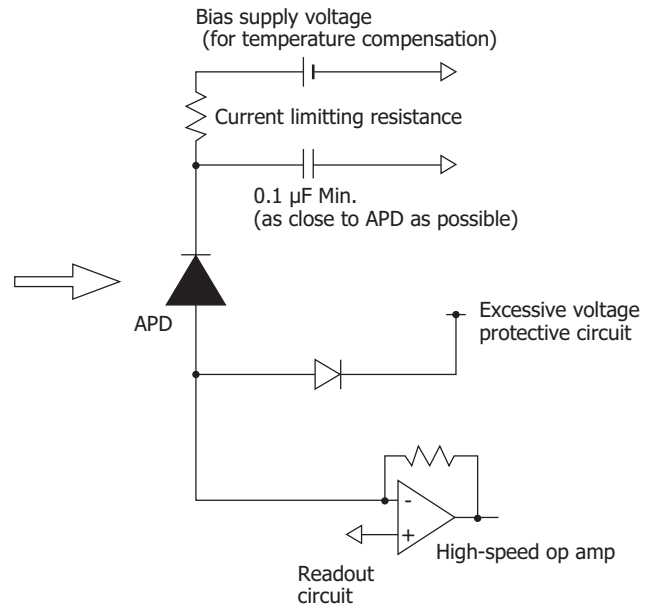 Bias supply voltage
(for temperature compensation)
Current limitting resistance
0.1 µF Min.
(as close to APD as possible)
APD
Excessive voltage
protective circuit
-
+
High-speed op amp
Readout
circuit